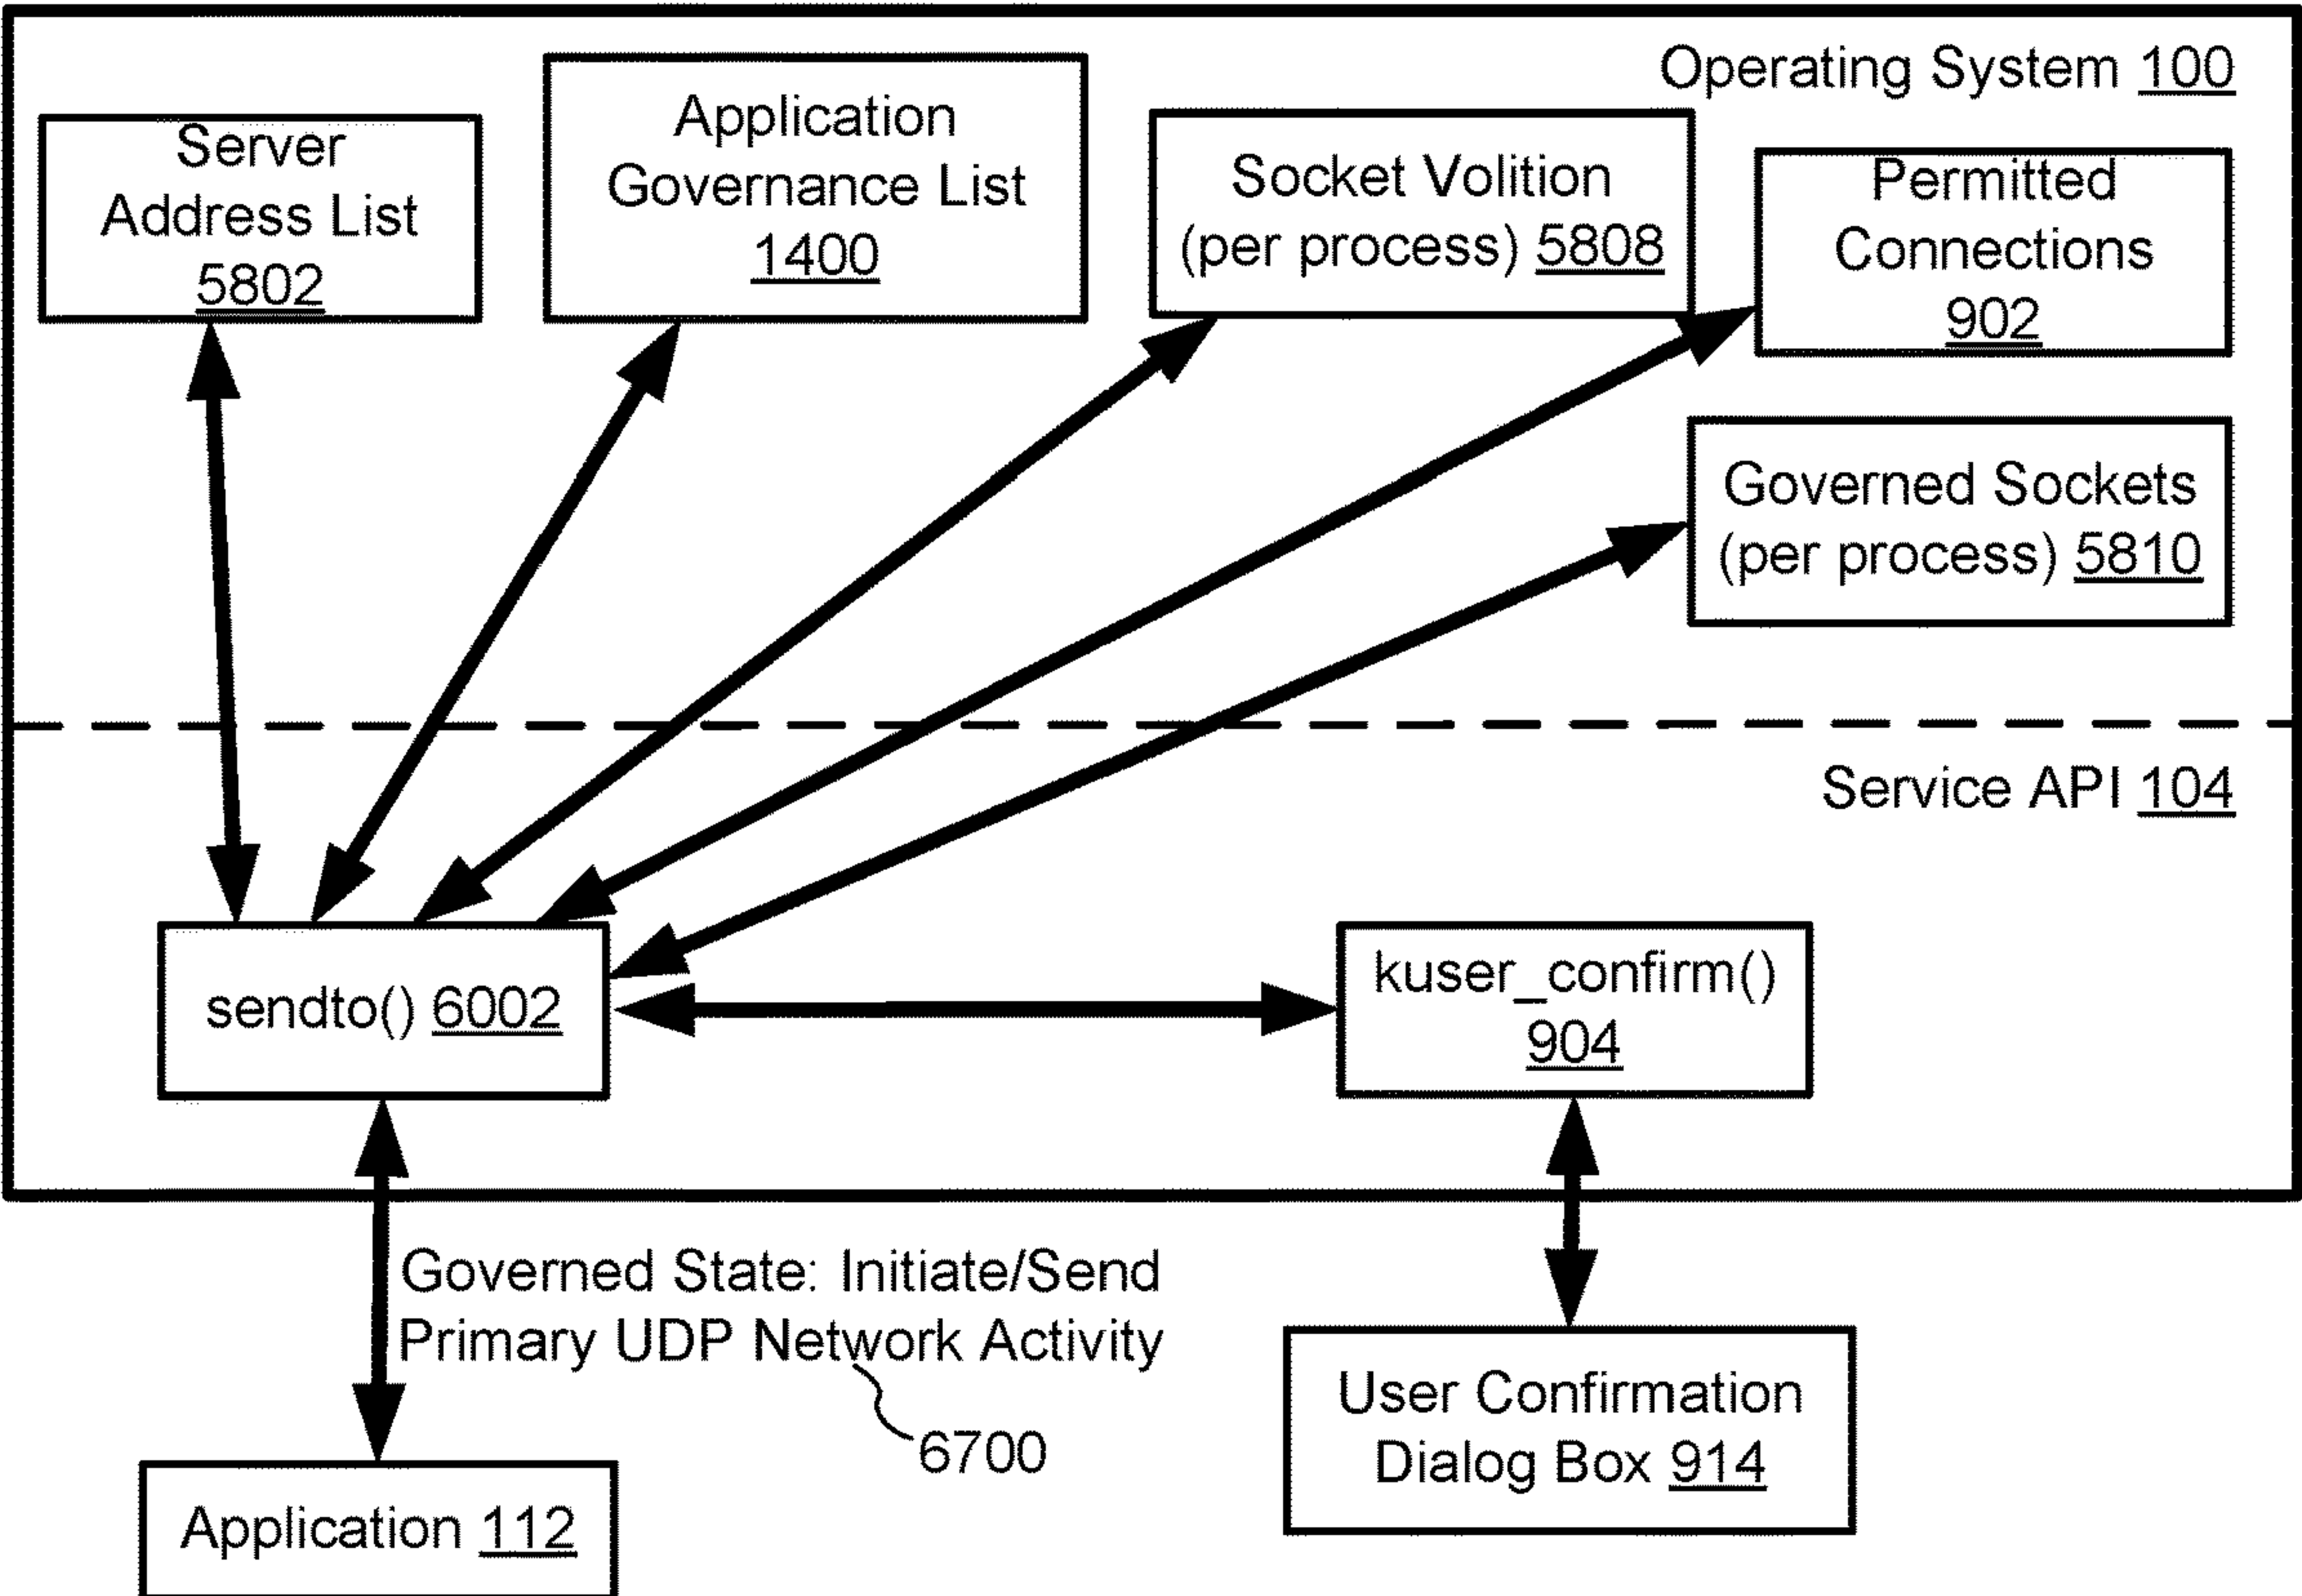 Operating System 100
Server
Address List
5802
Application
Governance List
1400
Socket Volition
(per process) 5808
Permitted
Connections
902
Governed Sockets
(per process) 5810
Service API 104
sendto() 6002
kuser_confirm()
904
Governed State: Initiate/Send
Primary UDP Network Activity
6700
User Confirmation
Dialog Box 914
Application 112